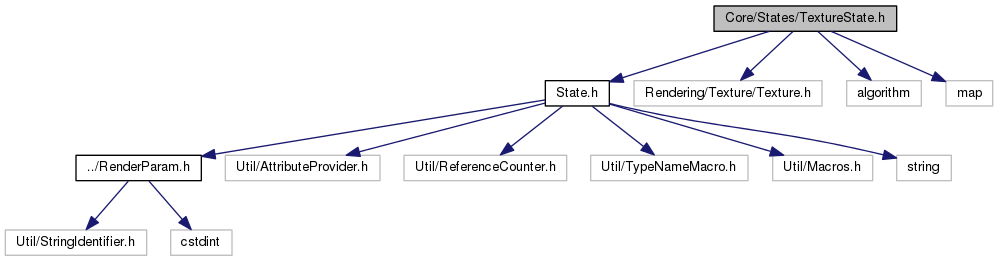 Core/States/TextureState.h
State.h
Rendering/Texture/Texture.h
algorithm
map
../RenderParam.h
Util/AttributeProvider.h
Util/ReferenceCounter.h
Util/TypeNameMacro.h
Util/Macros.h
string
Util/StringIdentifier.h
cstdint